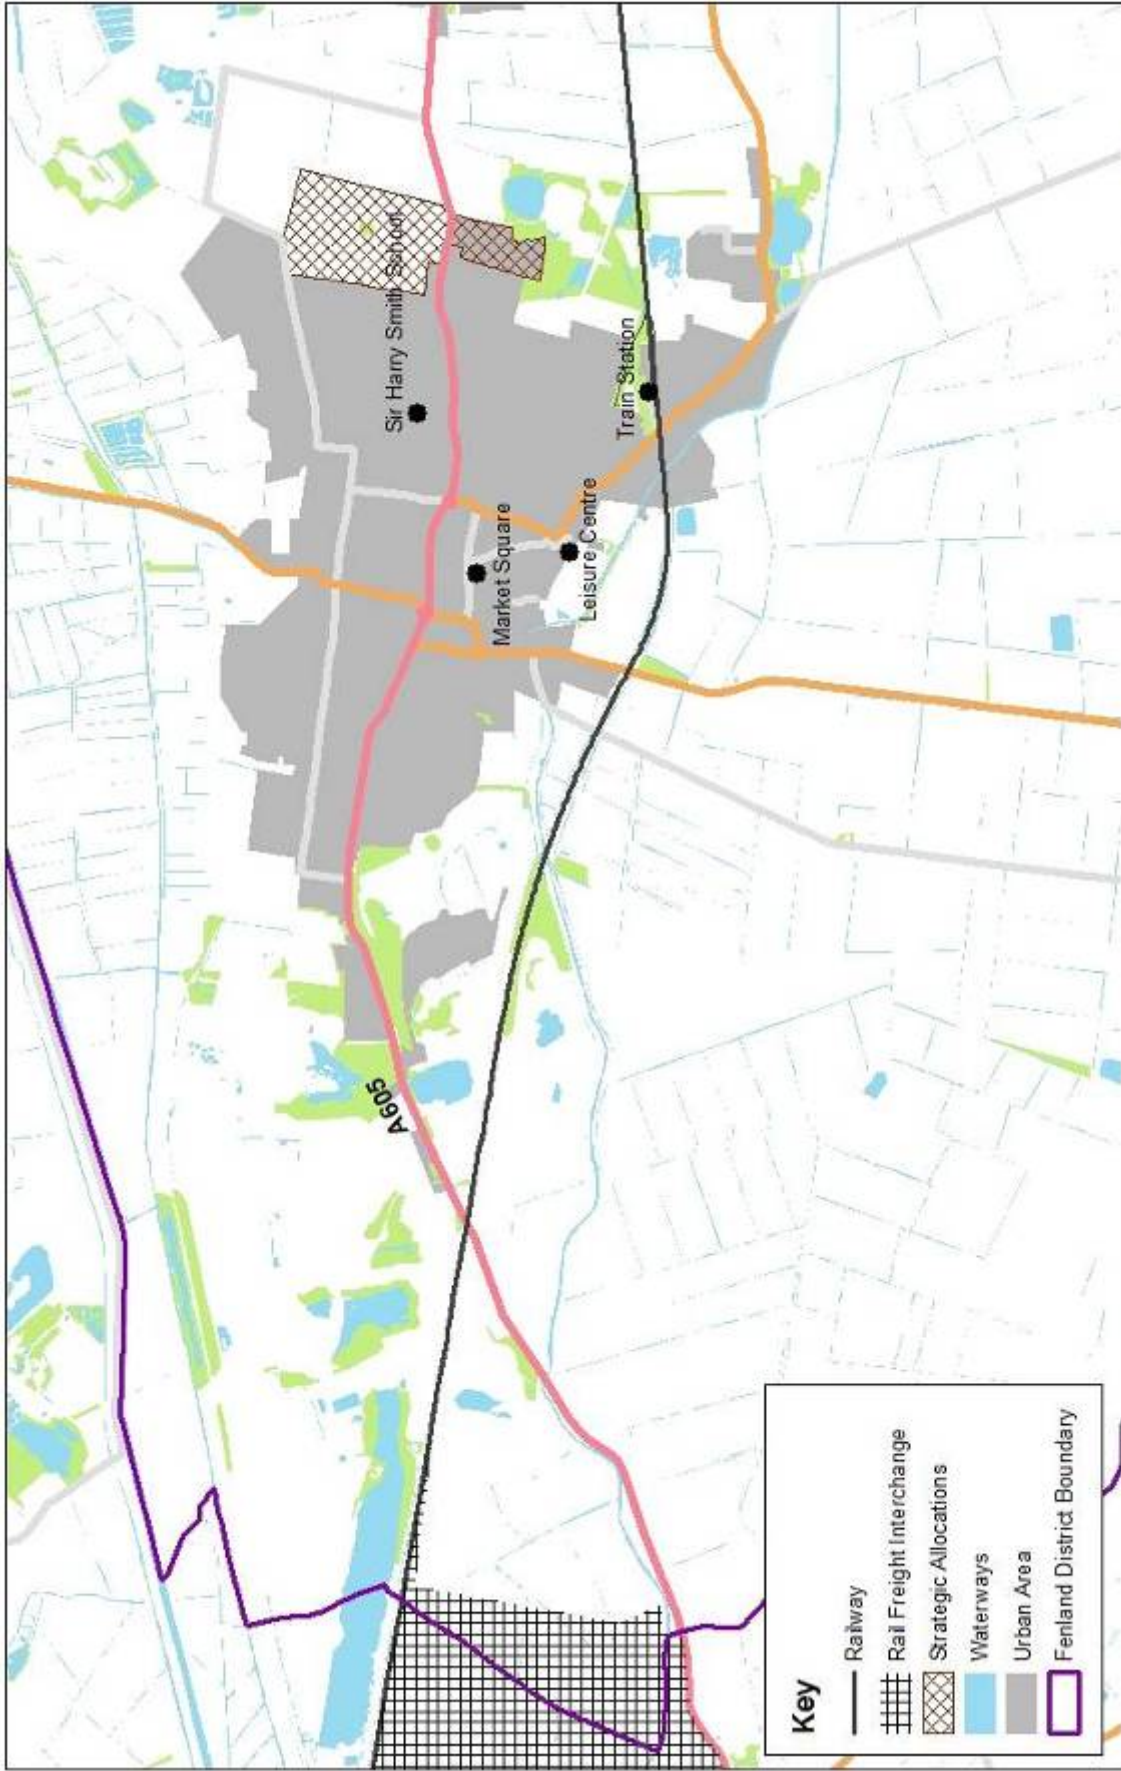 Sir Harry Smith School
Train Station
Market Square
Leisure Centre
A605
Key
Railway
Rail Freight Interchange
Strategic Allocations
Waterways
Urban Area
Fenland District Boundary